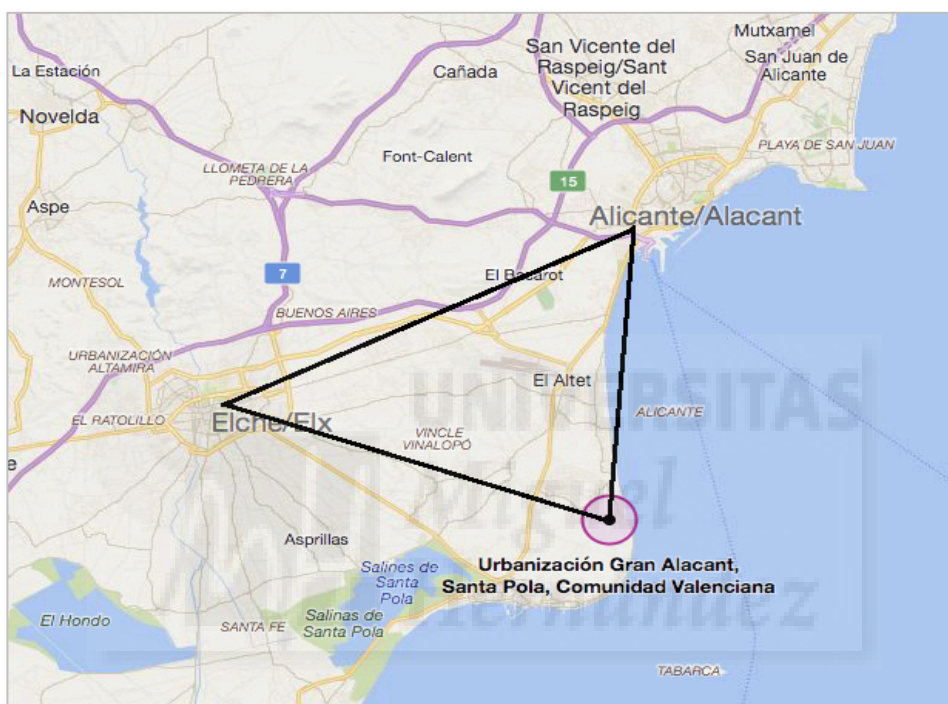 Mutxamel
San Juan de
Alicante
San Vicente del
Raspeig/Sant
Vicent del
Raspeig
La Estación
Cañada
Novelda
PLAYA DE SAN JUAN
Font-Calent
LLOMETA DE LA
PEDRERA
15
Aspe
Alicante/Alacant
7
El Bacarot
MONTESOL
BUENOS AIRES
URBANIZACIÓN
ALTAMIRA
El Altet
UNIVERSITAS
EL RATOLILLO
Elche/Elx
ALICANTE
VINCLE
VINALOPÓ
e
Miguel
Asprillas
Urbanización Gran Alacant,
Santa Pola, Comunidad Valenciana
Salines de
Santa
Pola
Hernández
El Hondo
SANTA FE
Salinas de
Santa Pola
TABARCA